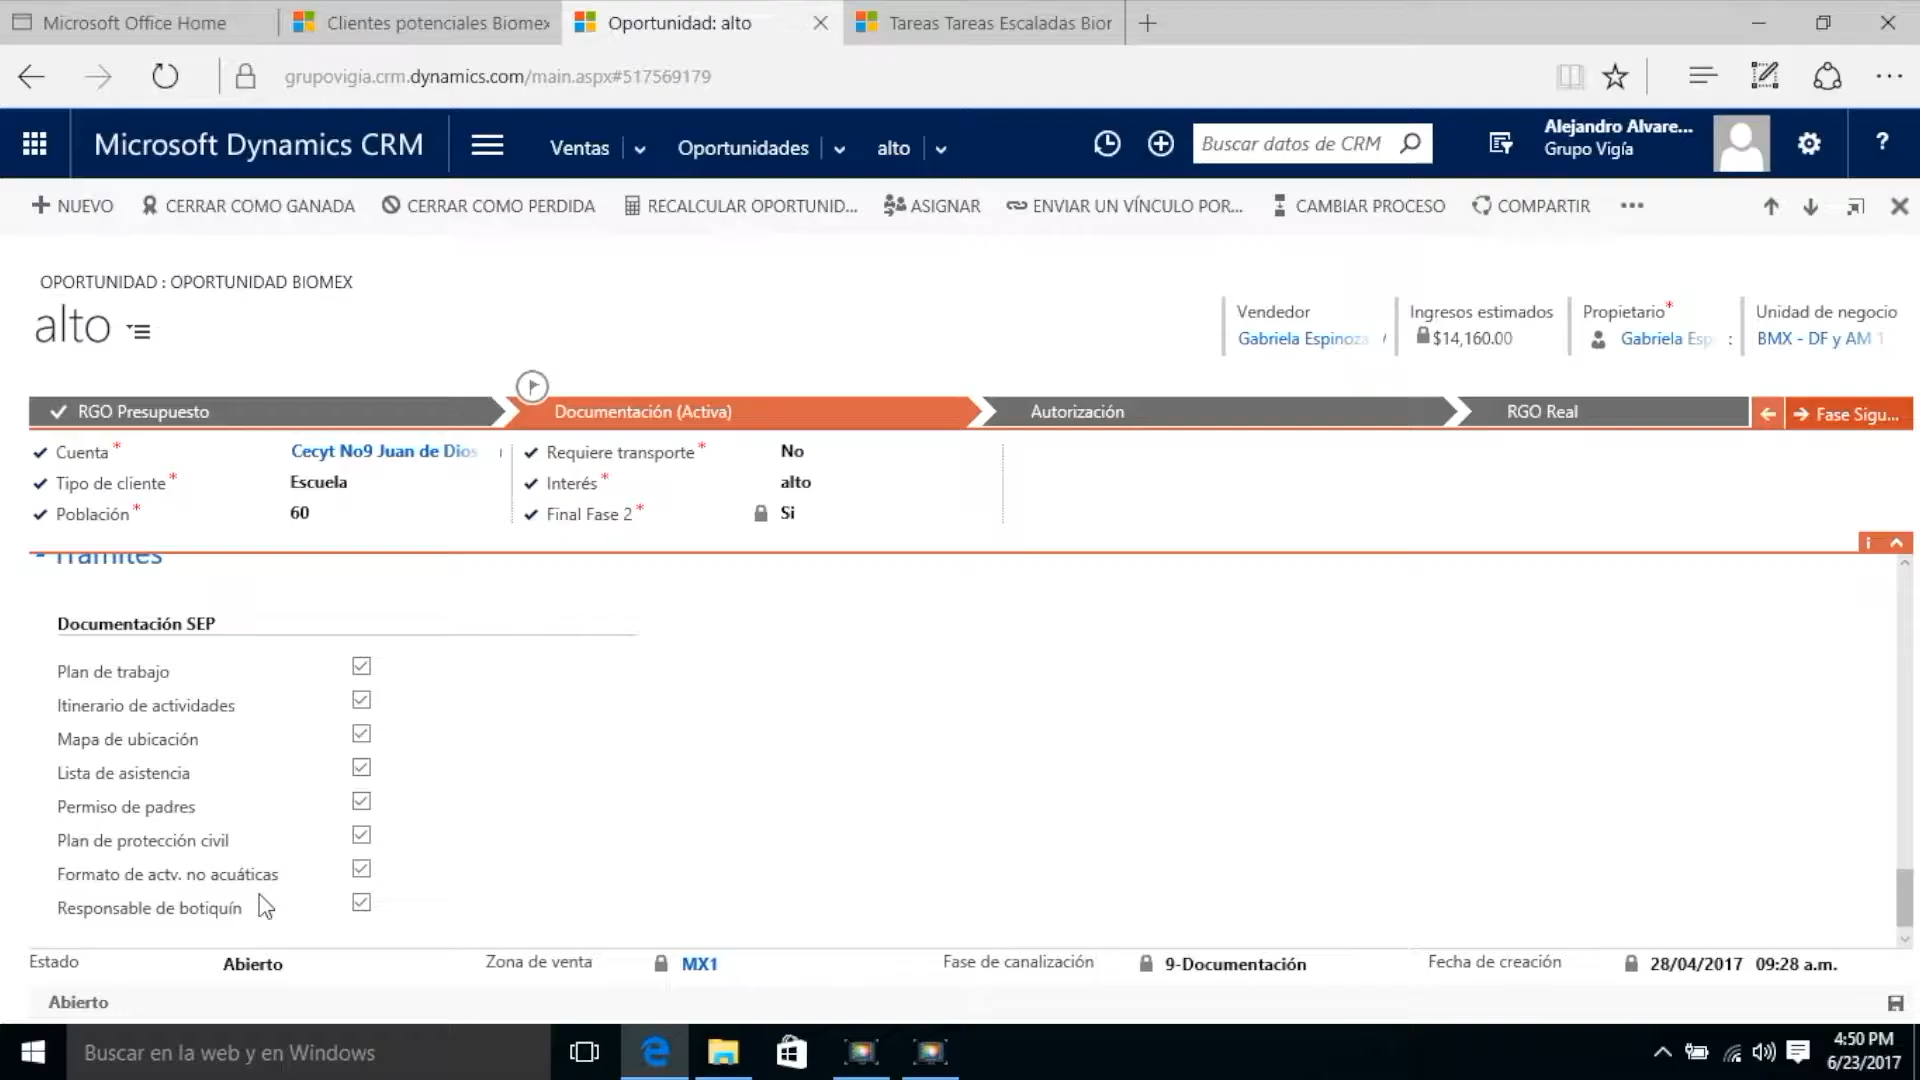 Microsoft Office Home
Clientes potenciales Biomex
Oportunidad: alto
Tareas Tareas Escaladas Bior
grupovigia.crm.dynamics.com/main.aspx#517569179
Microsoft Dynamics CRM
Ventas
Oportunidades
alto
Buscar datos de CRM
Alejandro Alvare...
Grupo Vigía
?
NUEVO
CERRAR COMO GANADA
CERRAR COMO PERDIDA
RECALCULAR OPORTUNID...
ASIGNAR
ENVIAR UN VÍNCULO POR...
CAMBIAR PROCESO
COMPARTIR
OPORTUNIDAD : OPORTUNIDAD BIOMEX
alto
Vendedor
Gabriela Espinoza
Ingresos estimados
$14,160.00
Propietario*
Gabriela Esp
Unidad de negocio
BMX - DF y AM 1
RGO Presupuesto
Documentación (Activa)
Autorización
RGO Real
Fase Sigu...
Cuenta* Cecyt No9 Juan de Dios
Tipo de cliente* Escuela
Población* 60
Requiere transporte* No
Interés* alto
Final Fase 2* Si
Trámites
Documentación SEP
Plan de trabajo
Itinerario de actividades
Mapa de ubicación
Lista de asistencia
Permiso de padres
Plan de protección civil
Formato de actv. no acuáticas
Responsable de botiquín
Estado Abierto
Zona de venta MX1
Fase de canalización 9-Documentación
Fecha de creación 28/04/2017 09:28 a.m.
Abierto
Buscar en la web y en Windows
4:50 PM
6/23/2017